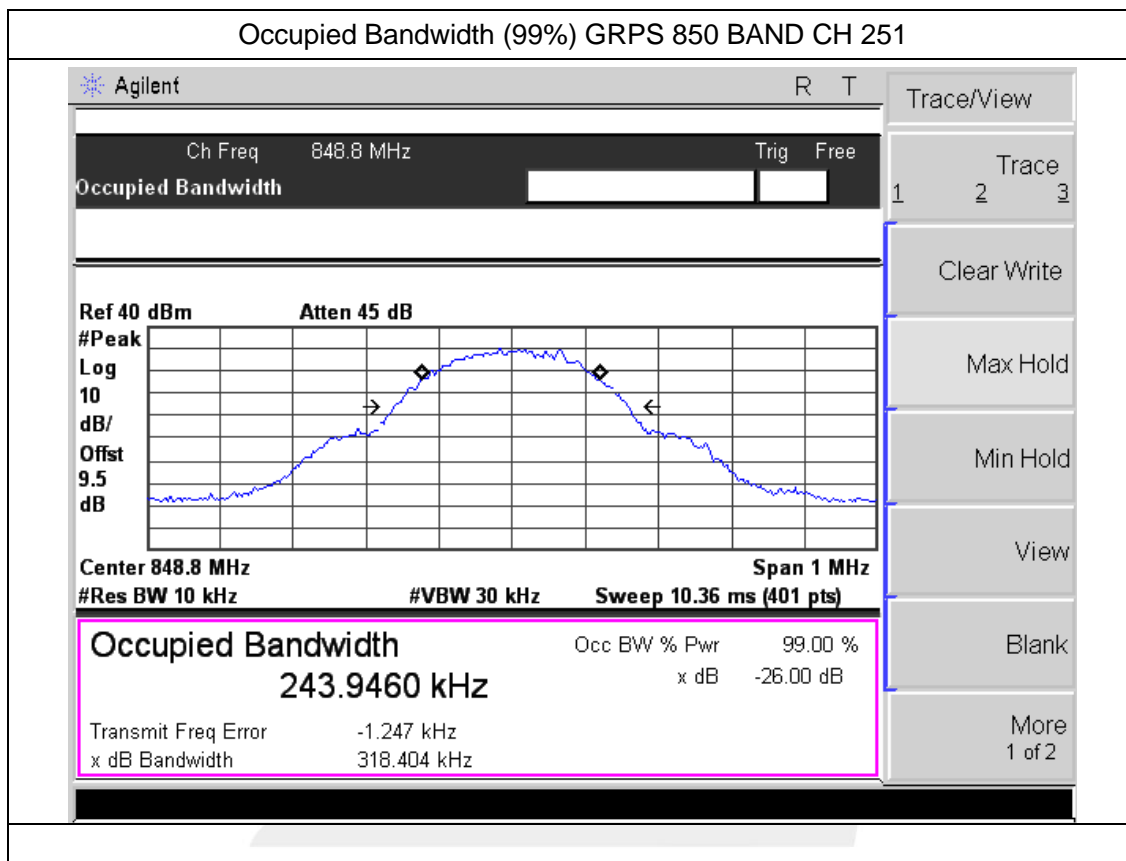 Occupied Bandwidth (99%) GRPS 850 BAND CH 251
Agilent R T
Trace/View
Ch Freq 848.8 MHz Trig Free
Occupied Bandwidth
Trace
1 2 3
Clear Write
Max Hold
Min Hold
View
Blank
More
1 of 2
Ref 40 dBm Atten 45 dB
#Peak
Log
10
dB/
Offst
9.5
dB
Center 848.8 MHz Span 1 MHz
#Res BW 10 kHz #VBW 30 kHz Sweep 10.36 ms (401 pts)
Occupied Bandwidth Occ BW % Pwr 99.00 %
243.9460 kHz x dB -26.00 dB
Transmit Freq Error -1.247 kHz
x dB Bandwidth 318.404 kHz